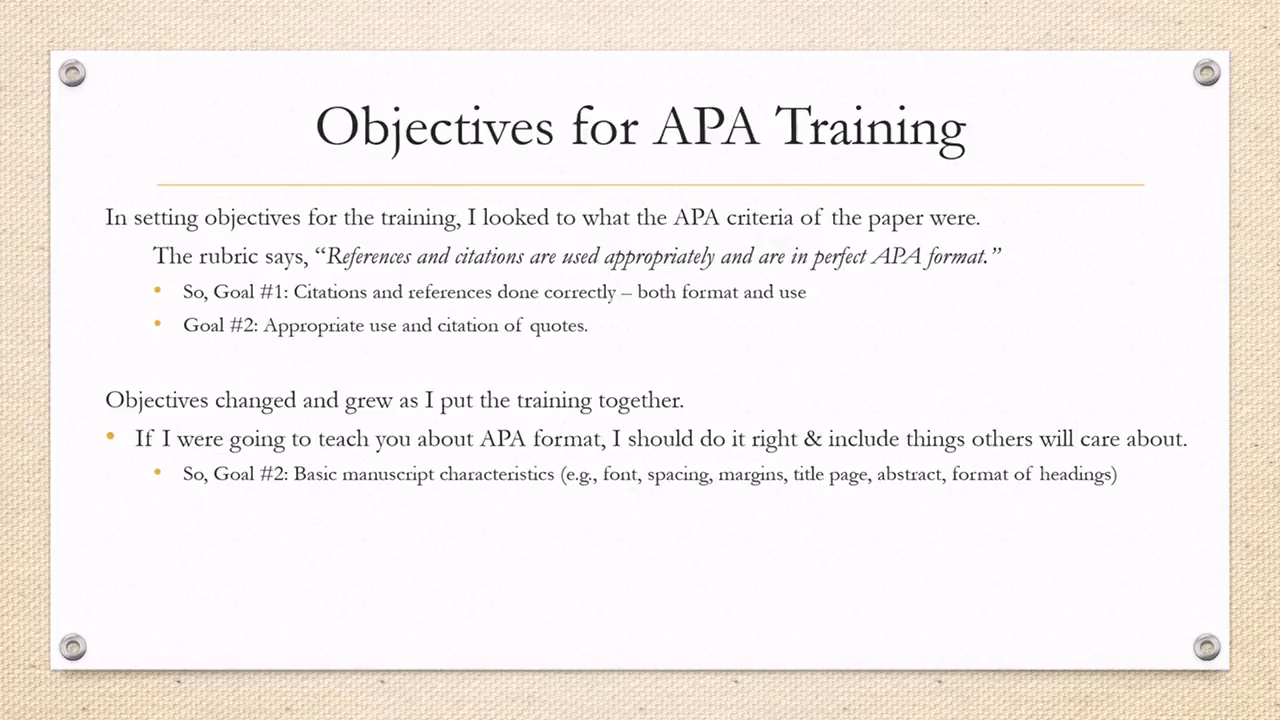 Objectives for APA Training
In setting objectives for the training, I looked to what the APA criteria of the paper were.
The rubric says, “References and citations are used appropriately and are in perfect APA format.”
• So, Goal #1: Citations and references done correctly – both format and use
• Goal #2: Appropriate use and citation of quotes.
Objectives changed and grew as I put the training together.
• If I were going to teach you about APA format, I should do it right & include things others will care about.
• So, Goal #2: Basic manuscript characteristics (e.g., font, spacing, margins, title page, abstract, format of headings)